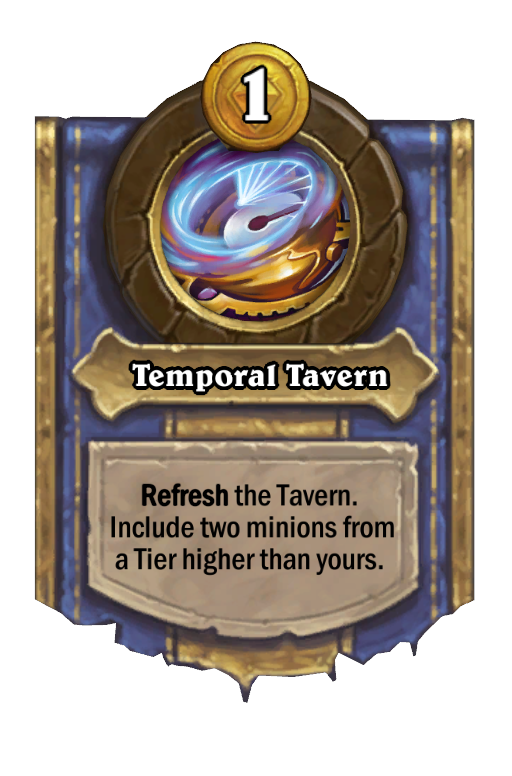 1
Temporal Tavern
Refresh the Tavern.
Include two minions from
a Tier higher than yours.